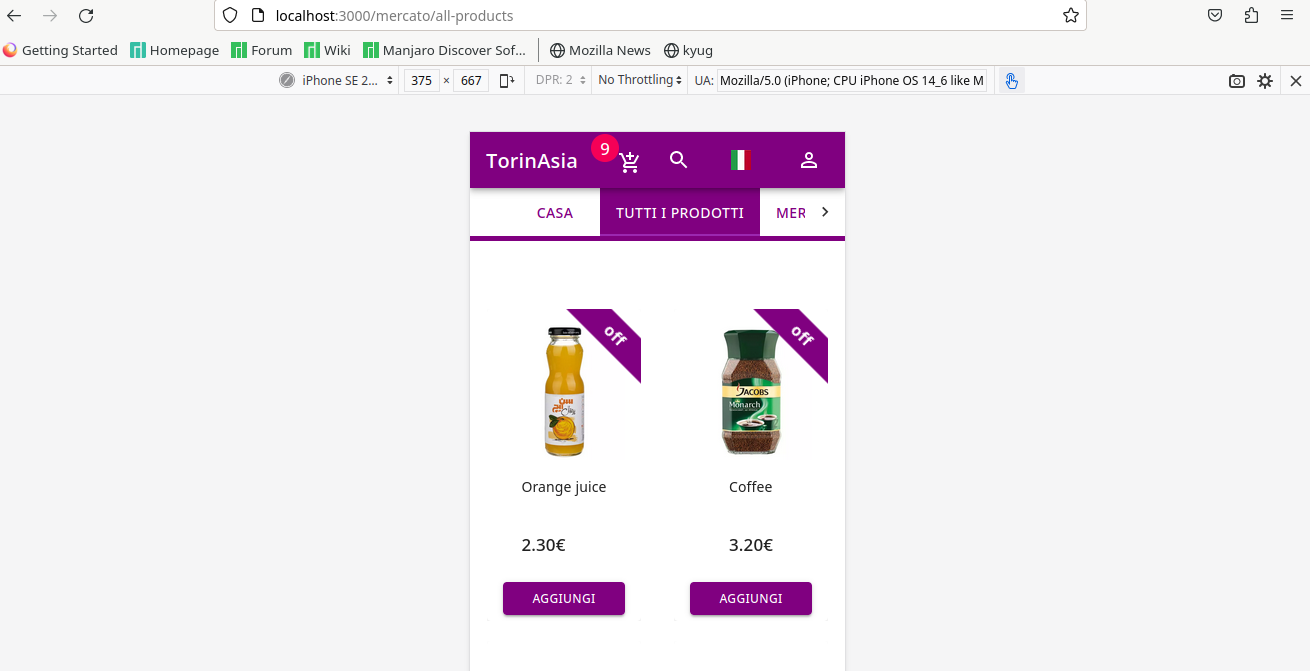 localhost:3000/mercato/all-products
Getting Started Homepage Forum Wiki Manjaro Discover Sof... Mozilla News kyug
iPhone SE 2... 375 × 667 DPR: 2 No Throttling UA: Mozilla/5.0 (iPhone; CPU iPhone OS 14_6 like M
TorinAsia 9
CASA TUTTI I PRODOTTI MER
off off
سن ایچ
JACOBS
Monarch
Orange juice Coffee
2.30€ 3.20€
AGGIUNGI AGGIUNGI